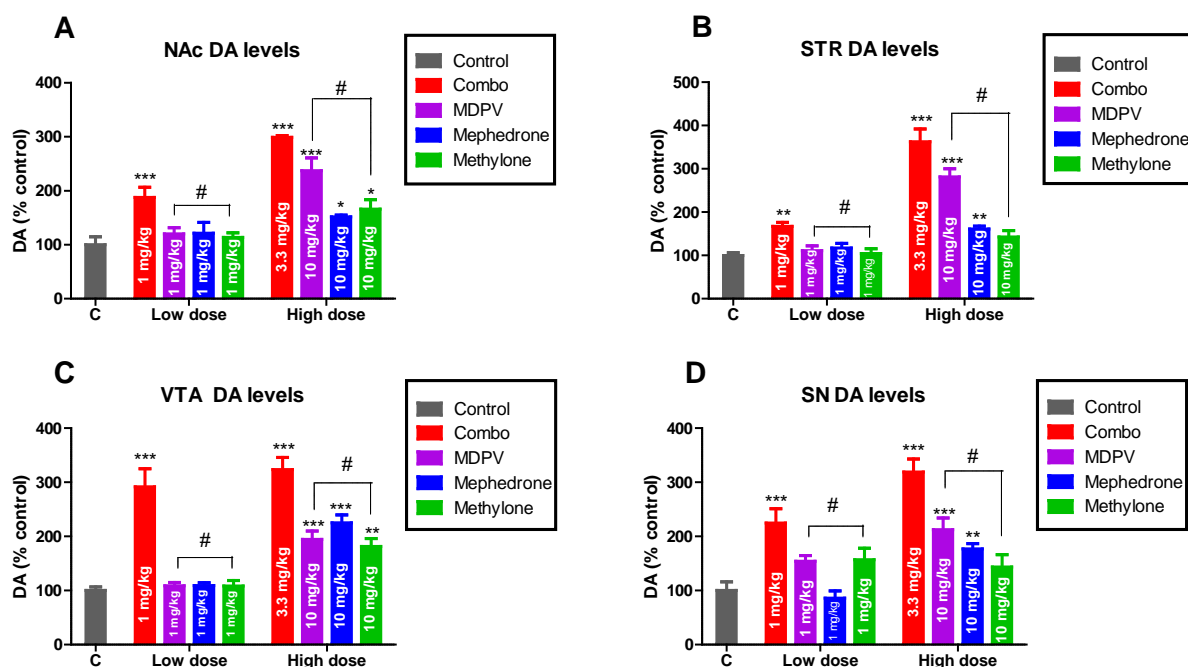 A
NAc DA levels
DA (% control)
400
300
200
100
0
***
#
***
***
*
*
#
1 mg/kg
1 mg/kg
1 mg/kg
1 mg/kg
3.3 mg/kg
10 mg/kg
10 mg/kg
10 mg/kg
C
Low dose
High dose
Control
Combo
MDPV
Mephedrone
Methylone
B
STR DA levels
DA (% control)
500
400
300
200
100
0
**
#
***
***
**
#
1 mg/kg
1 mg/kg
1 mg/kg
1 mg/kg
3.3 mg/kg
10 mg/kg
10 mg/kg
10 mg/kg
C
Low dose
High dose
Control
Combo
MDPV
Mephedrone
Methylone
C
VTA DA levels
DA (% control)
400
300
200
100
0
***
#
***
***
***
**
#
1 mg/kg
1 mg/kg
1 mg/kg
1 mg/kg
3.3 mg/kg
10 mg/kg
10 mg/kg
10 mg/kg
C
Low dose
High dose
Control
Combo
MDPV
Mephedrone
Methylone
D
SN DA levels
DA (% control)
400
300
200
100
0
***
#
***
***
**
#
1 mg/kg
1 mg/kg
1 mg/kg
1 mg/kg
3.3 mg/kg
10 mg/kg
10 mg/kg
10 mg/kg
C
Low dose
High dose
Control
Combo
MDPV
Mephedrone
Methylone